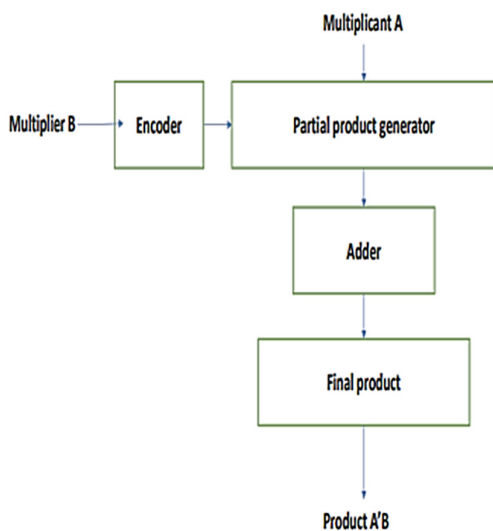 Multiplicant A
Multiplier B
Encoder
Partial product generator
Adder
Final product
Product A'B